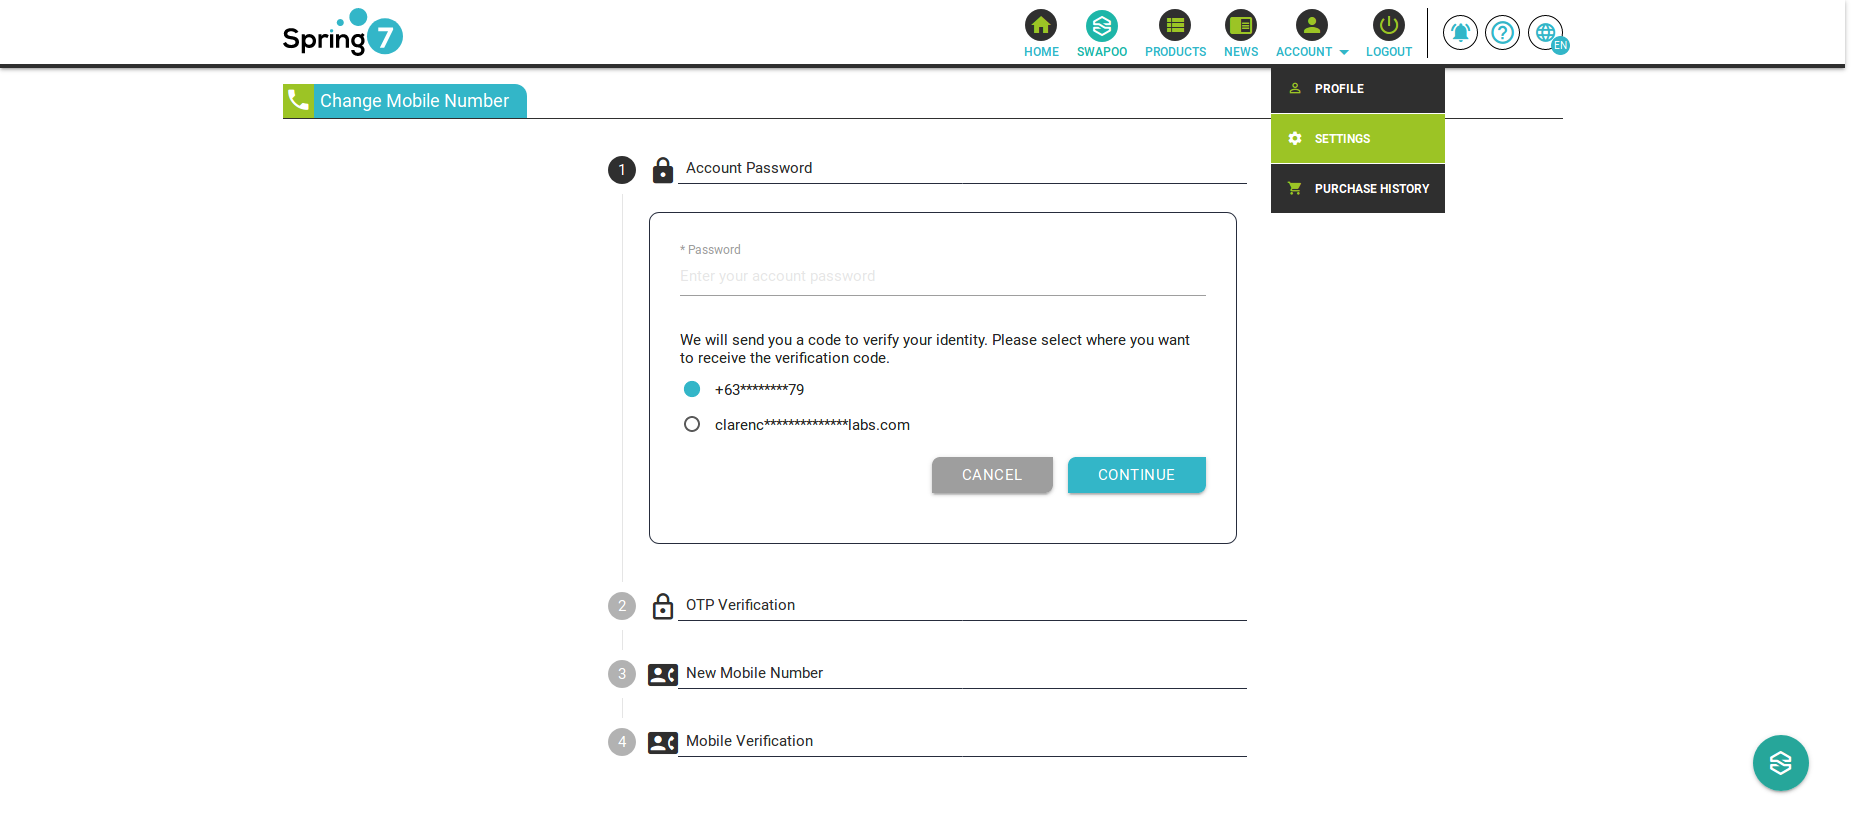 Spring 7
HOME SWAPOO PRODUCTS NEWS ACCOUNT LOGOUT EN
PROFILE
SETTINGS
PURCHASE HISTORY
Change Mobile Number
1 Account Password
* Password
Enter your account password
We will send you a code to verify your identity. Please select where you want
to receive the verification code.
+63********79
clarenc**************labs.com
CANCEL CONTINUE
2 OTP Verification
3 New Mobile Number
4 Mobile Verification